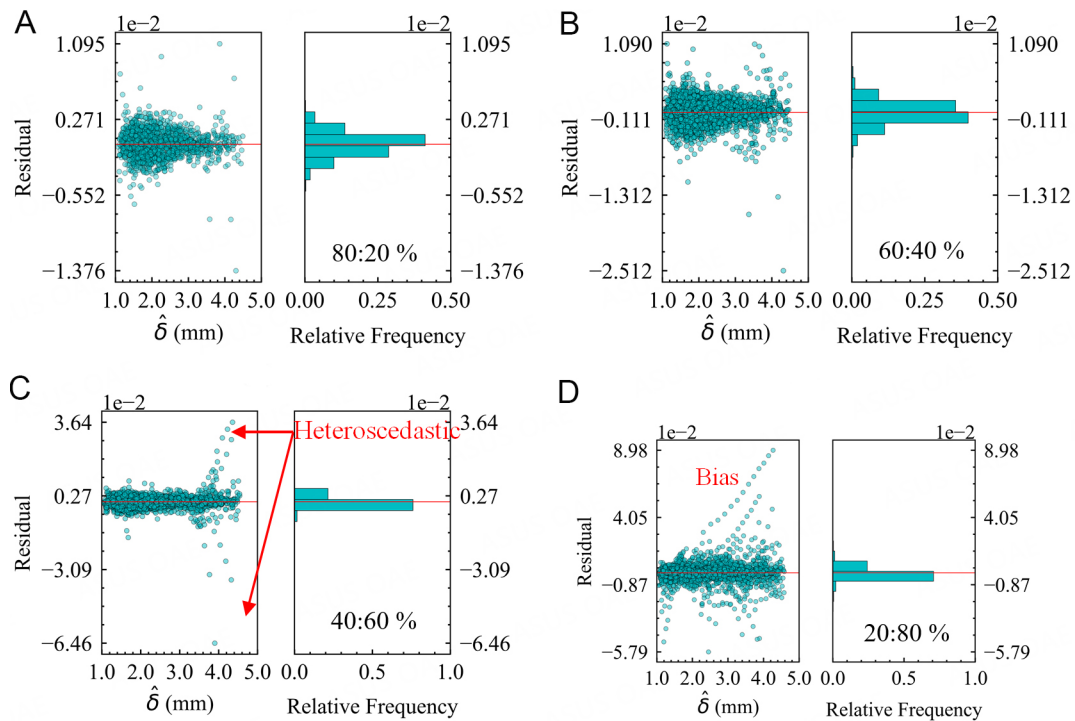 A
1e−2
1e−2
1.095
1.095
0.271
0.271
Residual
−0.552
−0.552
80:20 %
−1.376
−1.376
1.0 2.0 3.0 4.0 5.0
0.00 0.25 0.50
δ̂ (mm)
Relative Frequency
B
1e−2
1e−2
1.090
1.090
−0.111
−0.111
Residual
−1.312
−1.312
60:40 %
−2.512
−2.512
1.0 2.0 3.0 4.0 5.0
0.00 0.25 0.50
δ̂ (mm)
Relative Frequency
C
1e−2
1e−2
3.64
3.64
Heteroscedastic
0.27
0.27
Residual
−3.09
−3.09
40:60 %
−6.46
−6.46
1.0 2.0 3.0 4.0 5.0
0.0 0.5 1.0
δ̂ (mm)
Relative Frequency
D
1e−2
1e−2
8.98
8.98
Bias
4.05
4.05
Residual
−0.87
−0.87
20:80 %
−5.79
−5.79
1.0 2.0 3.0 4.0 5.0
0.0 0.5 1.0
δ̂ (mm)
Relative Frequency